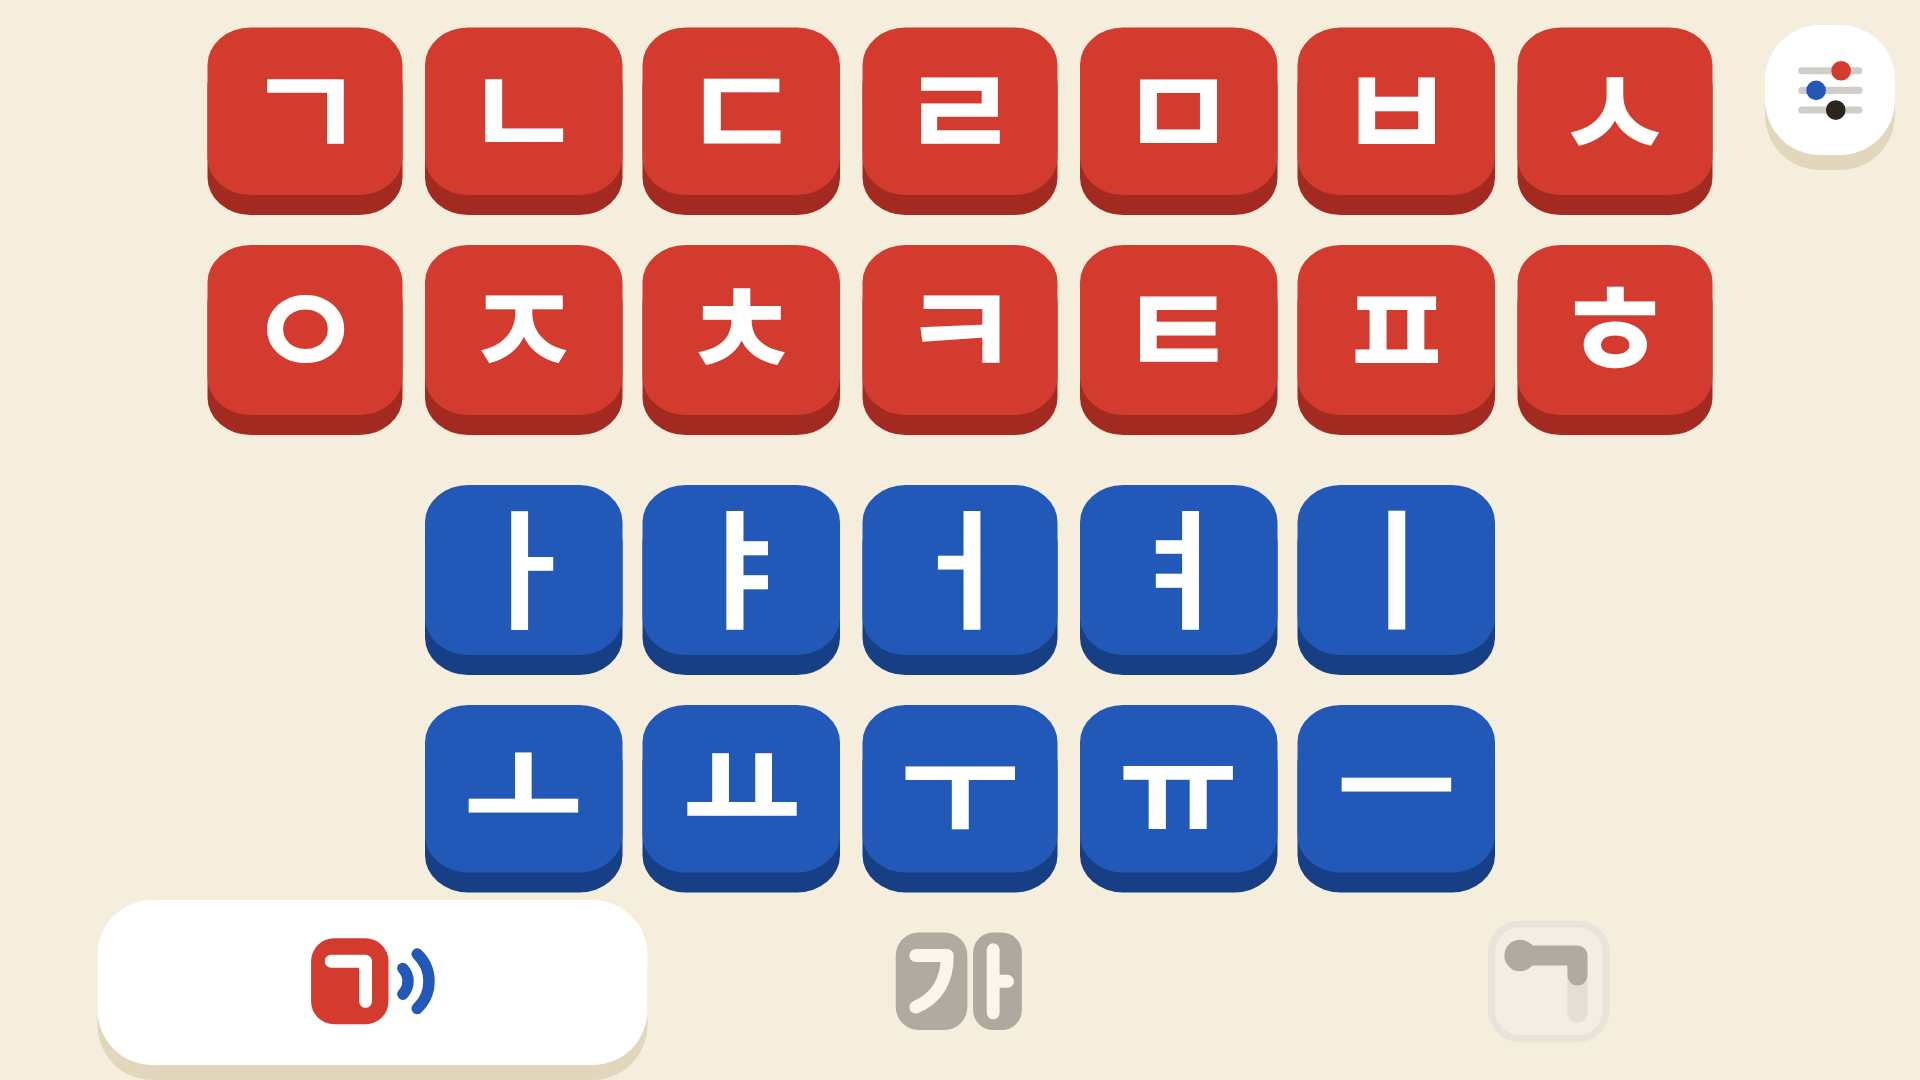 ㄱ ㄴ ㄷ ㄹ ㅁ ㅂ ㅅ
ㅇ ㅈ ㅊ ㅋ ㅌ ㅍ ㅎ
ㅏ ㅑ ㅓ ㅕ ㅣ
ㅗ ㅛ ㅜ ㅠ ㅡ
ㄱ 가 ㄱ